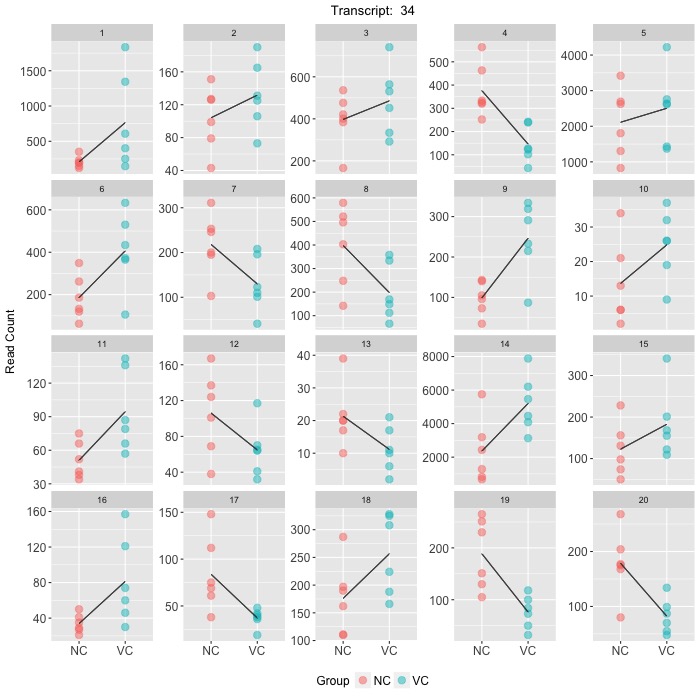 Transcript: 34
1 2 3 4 5
1500 1000 500
160 120 80 40
600 400 200
500 400 300 200 100
4000 3000 2000 1000
6 7 8 9 10
600 400 200
300 200 100
600 500 400 300 200 100
300 200 100
30 20 10
Read Count
11 12 13 14 15
120 90 60 30
160 120 80 40
40 30 20 10
8000 6000 4000 2000
300 200 100
16 17 18 19 20
160 120 80 40
150 100 50
300 250 200 150 100
200 100
200 100
NC VC NC VC NC VC NC VC NC VC
Group NC VC